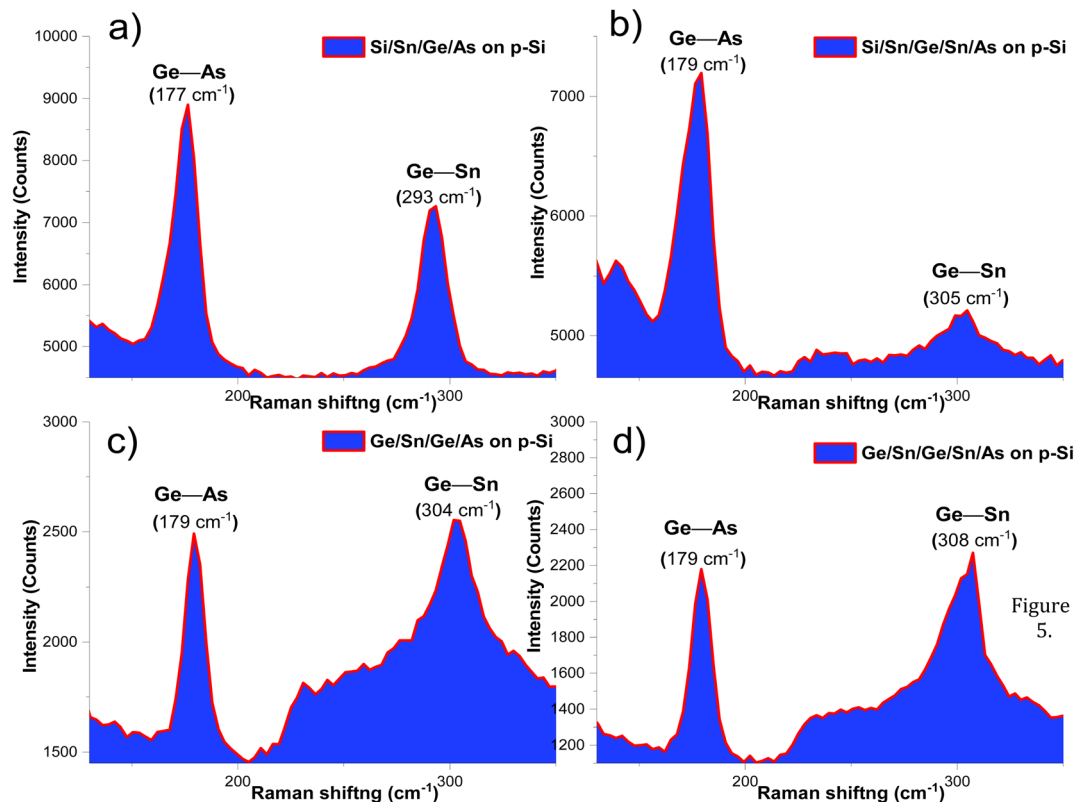 a)
Si/Sn/Ge/As on p-Si
Ge—As
(177 cm-1)
Ge—Sn
(293 cm-1)
Intensity (Counts)
10000
9000
8000
7000
6000
5000
200
300
Raman shiftng (cm-1)
b)
Si/Sn/Ge/Sn/As on p-Si
Ge—As
(179 cm-1)
Ge—Sn
(305 cm-1)
Intensity (Counts)
7000
6000
5000
200
300
Raman shiftng (cm-1)
c)
Ge/Sn/Ge/As on p-Si
Ge—As
(179 cm-1)
Ge—Sn
(304 cm-1)
Intensity (Counts)
3000
2500
2000
1500
200
300
Raman shiftng (cm-1)
d)
Ge/Sn/Ge/Sn/As on p-Si
Ge—As
(179 cm-1)
Ge—Sn
(308 cm-1)
Intensity (Counts)
3000
2800
2600
2400
2200
2000
1800
1600
1400
1200
200
300
Raman shiftng (cm-1)
Figure
5.